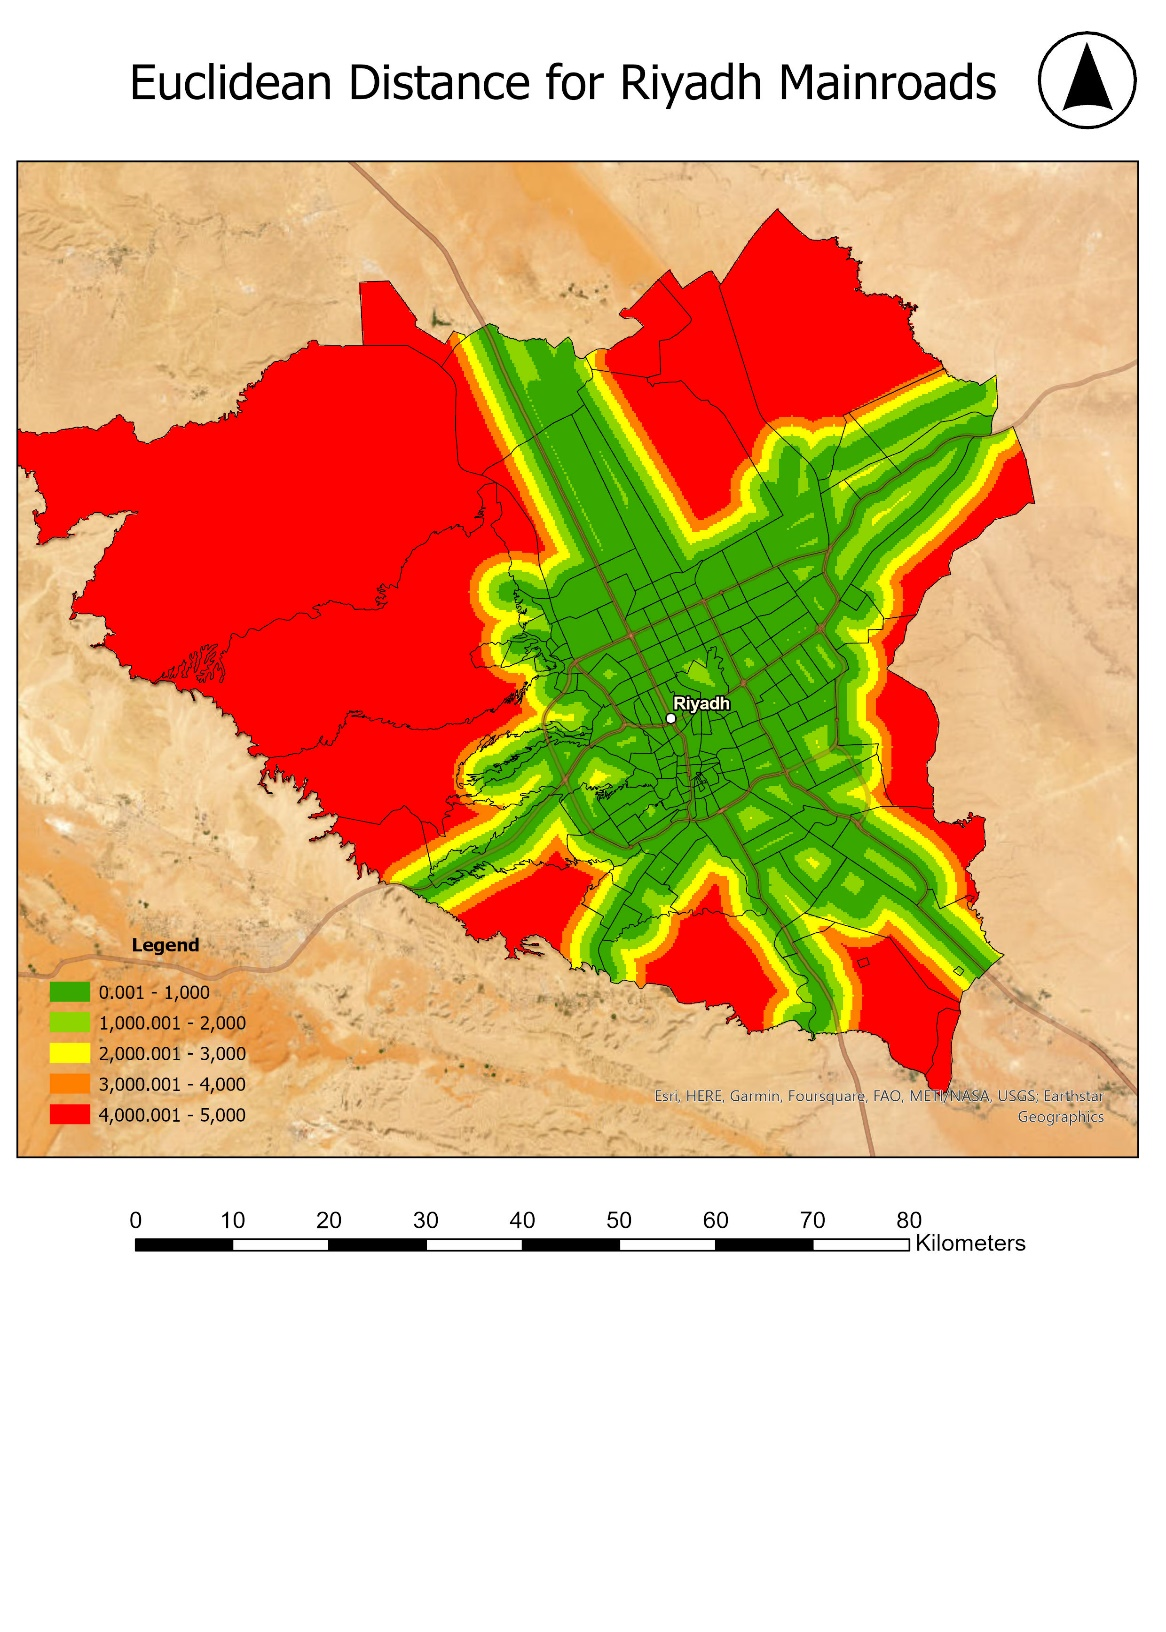 Euclidean Distance for Riyadh Mainroads
Riyadh
Legend
0.001 - 1,000
1,000.001 - 2,000
2,000.001 - 3,000
3,000.001 - 4,000
4,000.001 - 5,000
Esri, HERE, Garmin, Foursquare, FAO, METI/NASA, USGS; Earthstar
Geographics
0 10 20 30 40 50 60 70 80
Kilometers